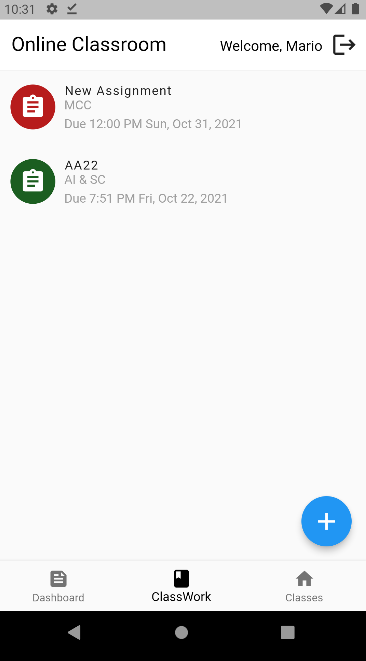 10:31
Online Classroom
Welcome, Mario
New Assignment
MCC
Due 12:00 PM Sun, Oct 31, 2021
AA22
AI & SC
Due 7:51 PM Fri, Oct 22, 2021
Dashboard
ClassWork
Classes